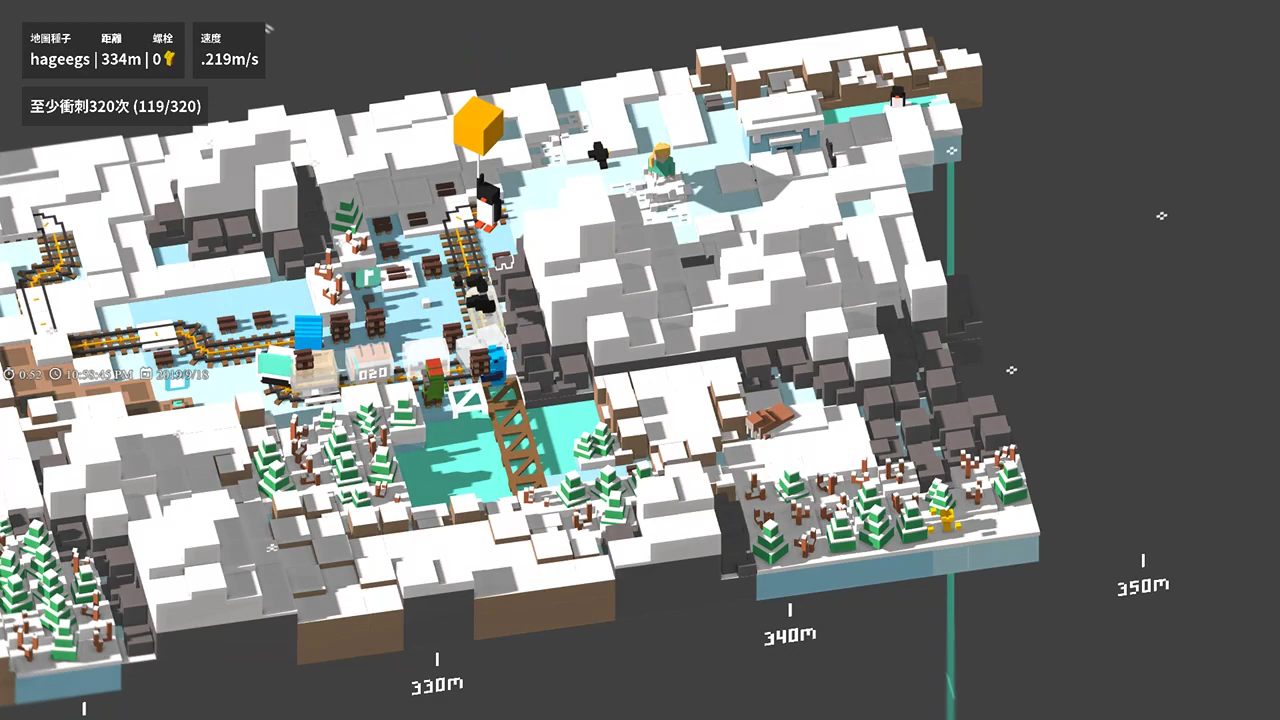 地圖種子 距離 螺栓
hageegs | 334m | 0
速度
.219m/s
至少衝刺320次 (119/320)
0:52 10:58:45 PM 2019/9/18
020
330m
340m
350m